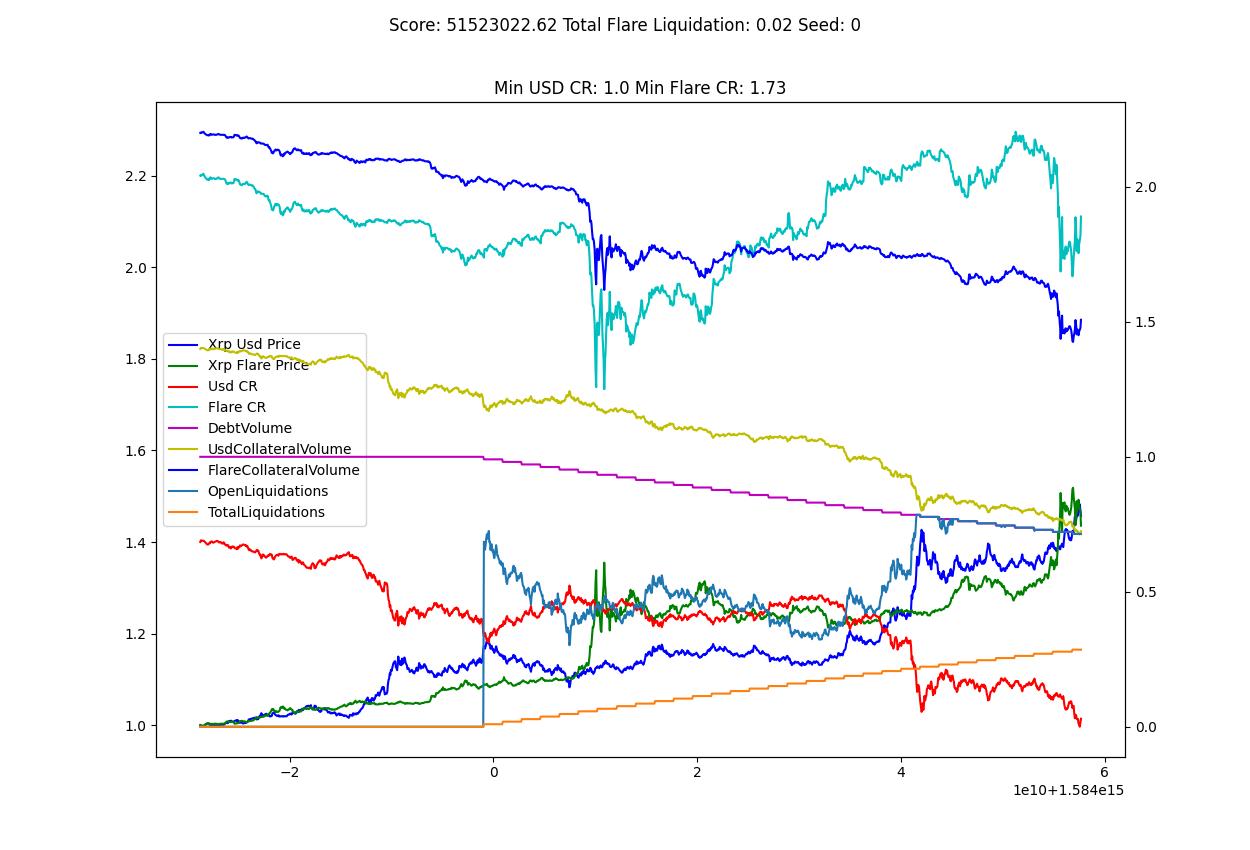 Score: 51523022.62 Total Flare Liquidation: 0.02 Seed: 0
Min USD CR: 1.0 Min Flare CR: 1.73
2.2
2.0
1.8
1.6
1.4
1.2
1.0
Xrp Usd Price
Xrp Flare Price
Usd CR
Flare CR
DebtVolume
UsdCollateralVolume
FlareCollateralVolume
OpenLiquidations
TotalLiquidations
2.0
1.5
1.0
0.5
0.0
−2 0 2 4 6
1e10+1.584e15